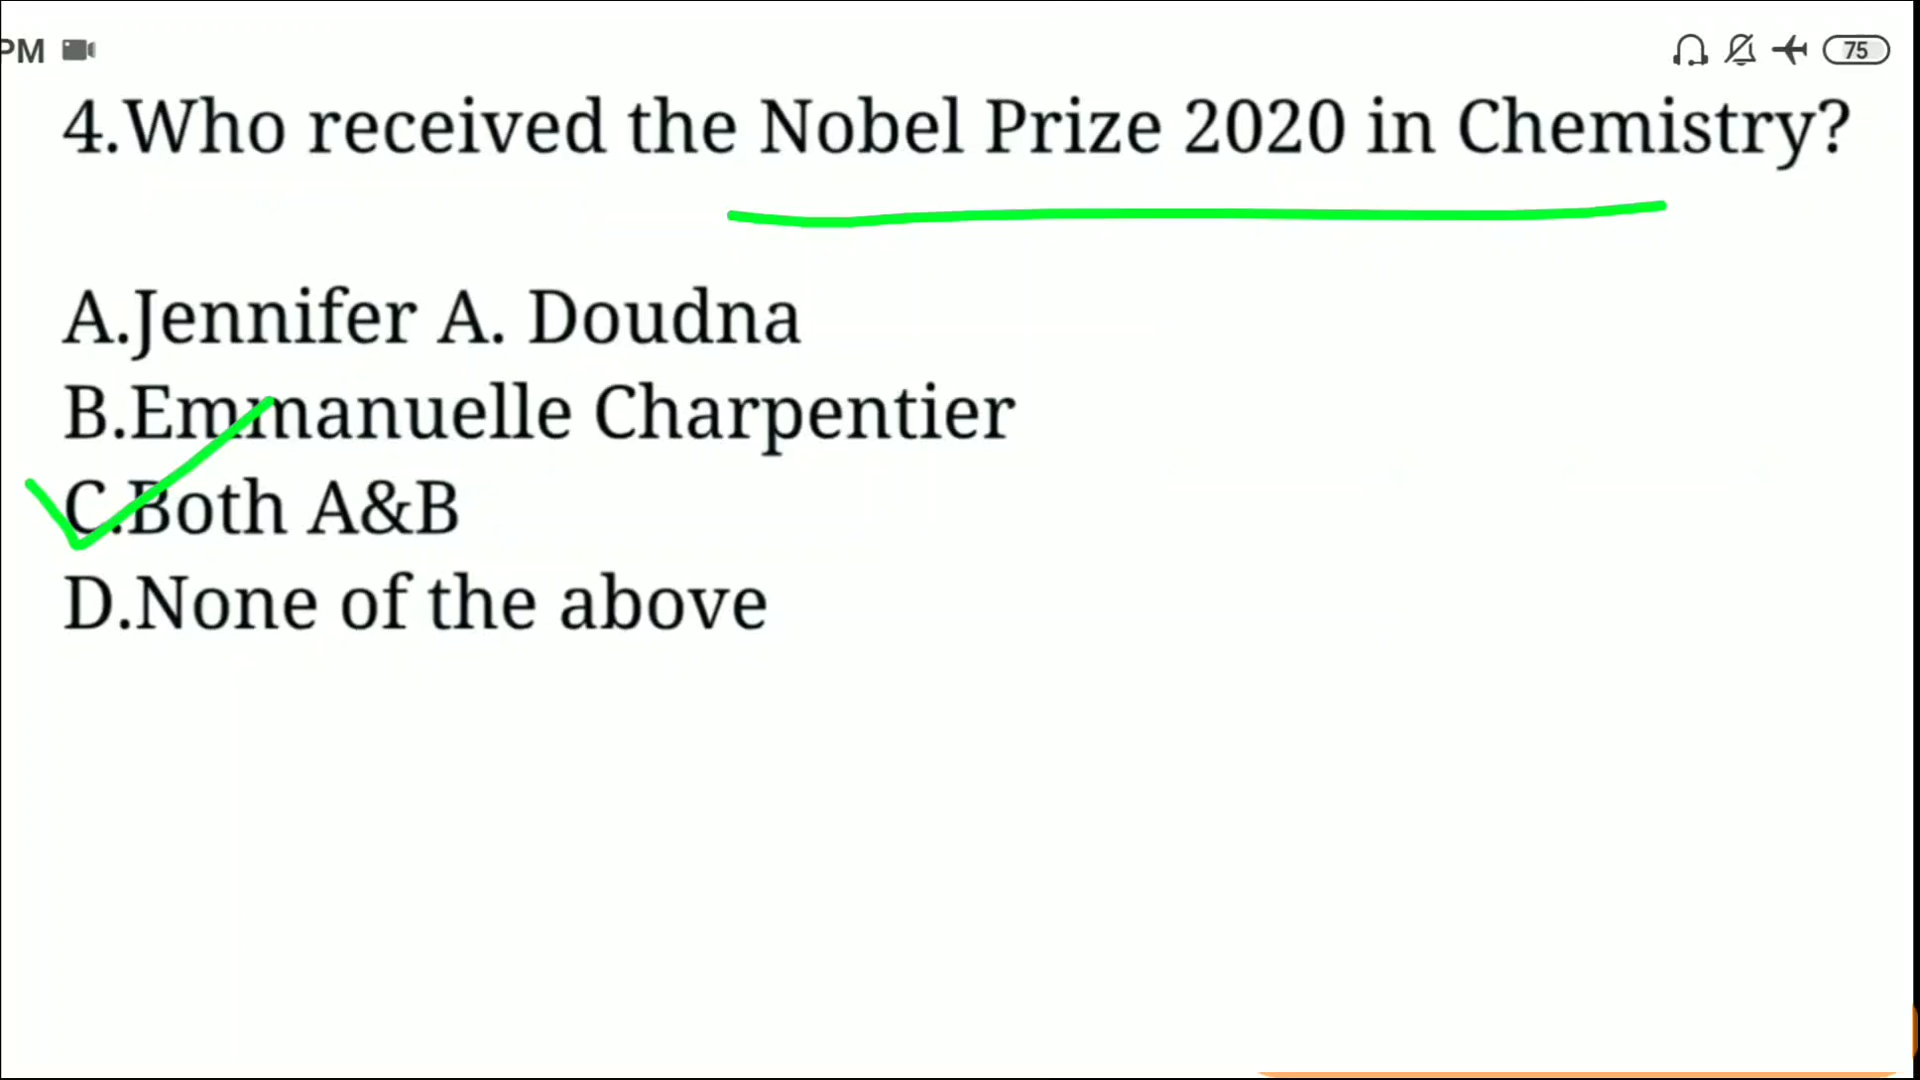 PM
75
4.Who received the Nobel Prize 2020 in Chemistry?
A.Jennifer A. Doudna
B.Emmanuelle Charpentier
C.Both A&B
D.None of the above